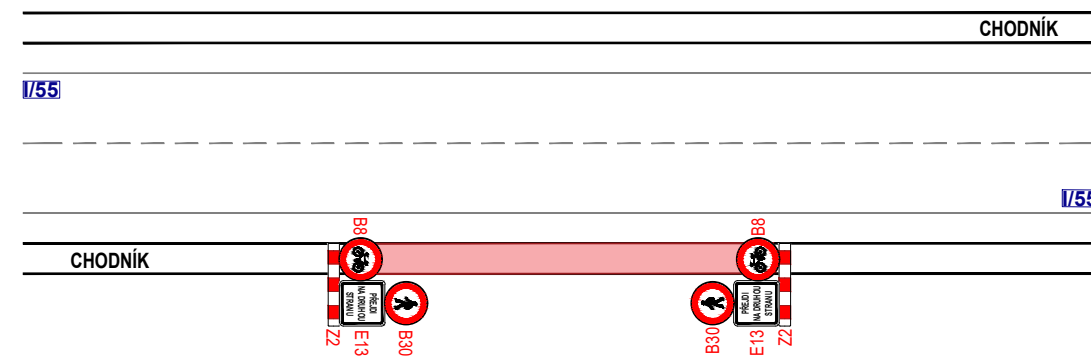 CHODNÍK
I/55
I/55
B8
B8
CHODNÍK
PŘEJDI
NA DRUHOU
STRANU
PŘEJDI
NA DRUHOU
STRANU
Z2
E13
B30
B30
E13
Z2